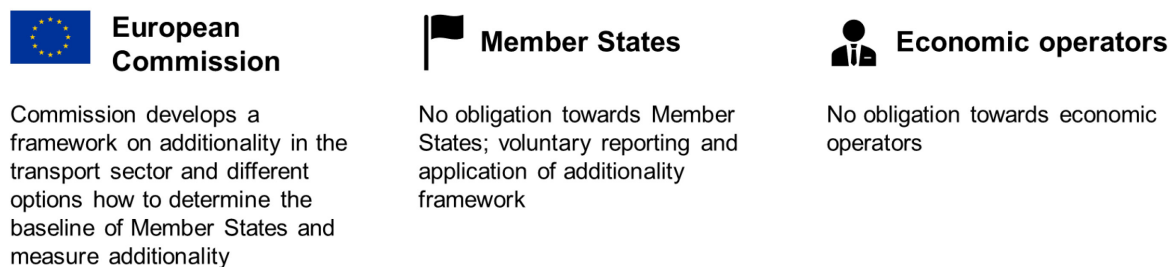 European
Commission
Commission develops a
framework on additionality in the
transport sector and different
options how to determine the
baseline of Member States and
measure additionality
Member States
No obligation towards Member
States; voluntary reporting and
application of additionality
framework
Economic operators
No obligation towards economic
operators